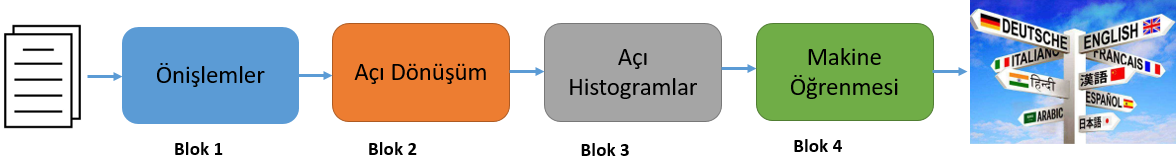 Önişlemler
Açı Dönüşüm
Açı
Histogramlar
Makine
Öğrenmesi
Blok 1
Blok 2
Blok 3
Blok 4
DEUTSCHE
ENGLISH
ITALIANO
FRANCAIS
हिन्दी
漢語
ESPAÑOL
ARABIC
日本語